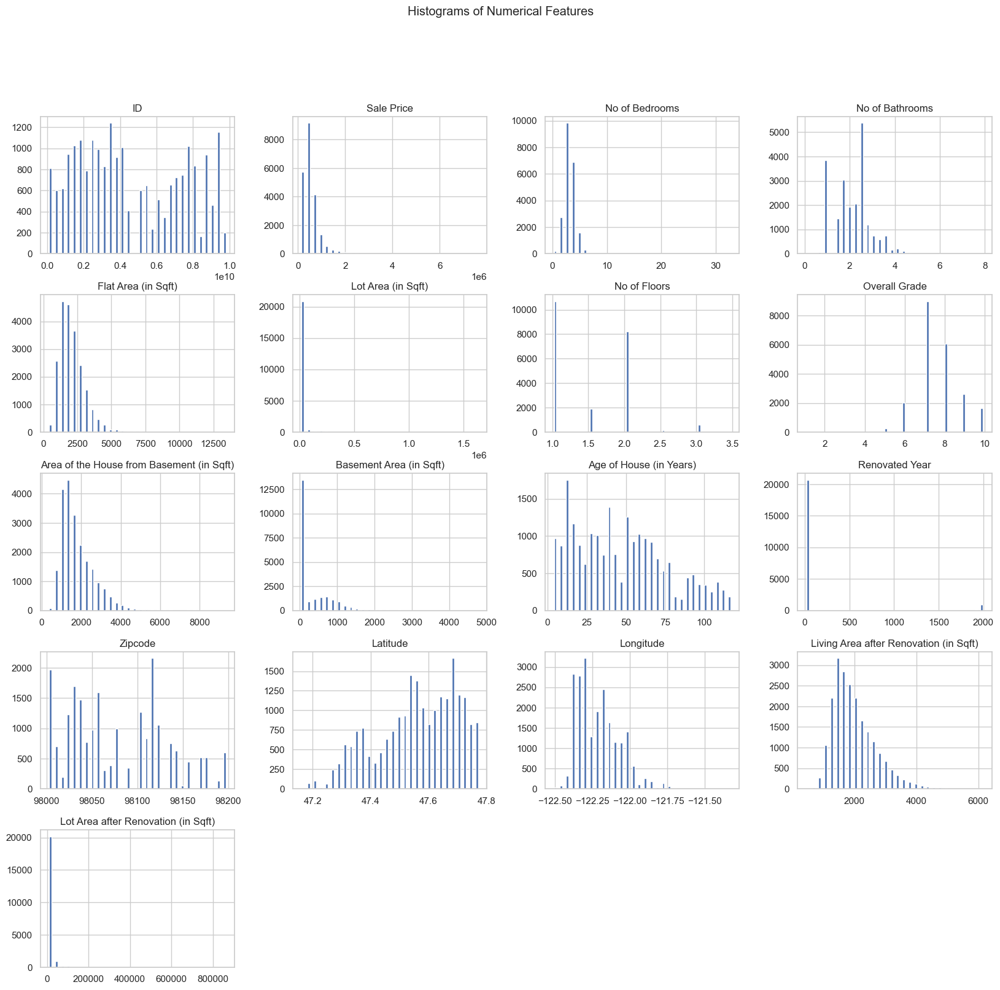 Histograms of Numerical Features
ID
Sale Price
No of Bedrooms
No of Bathrooms
1200
1000
800
600
400
200
0
0.0 0.2 0.4 0.6 0.8 1.0
1e10
8000
6000
4000
2000
0
0 2 4 6
1e6
10000
8000
6000
4000
2000
0
0 10 20 30
5000
4000
3000
2000
1000
0
0 2 4 6 8
Flat Area (in Sqft)
Lot Area (in Sqft)
No of Floors
Overall Grade
4000
3000
2000
1000
0
0 2500 5000 7500 10000 12500
20000
15000
10000
5000
0
0.0 0.5 1.0 1.5
1e6
10000
8000
6000
4000
2000
0
1.0 1.5 2.0 2.5 3.0 3.5
8000
6000
4000
2000
0
2 4 6 8 10
Area of the House from Basement (in Sqft)
Basement Area (in Sqft)
Age of House (in Years)
Renovated Year
4000
3000
2000
1000
0
0 2000 4000 6000 8000
12500
10000
7500
5000
2500
0
0 1000 2000 3000 4000 5000
1500
1000
500
0
0 25 50 75 100
20000
15000
10000
5000
0
0 500 1000 1500 2000
Zipcode
Latitude
Longitude
Living Area after Renovation (in Sqft)
2000
1500
1000
500
0
98000 98050 98100 98150 98200
1500
1250
1000
750
500
250
0
47.2 47.4 47.6 47.8
3000
2500
2000
1500
1000
500
0
−122.50 −122.25 −122.00 −121.75 −121.50
3000
2500
2000
1500
1000
500
0
2000 4000 6000
Lot Area after Renovation (in Sqft)
20000
15000
10000
5000
0
0 200000 400000 600000 800000